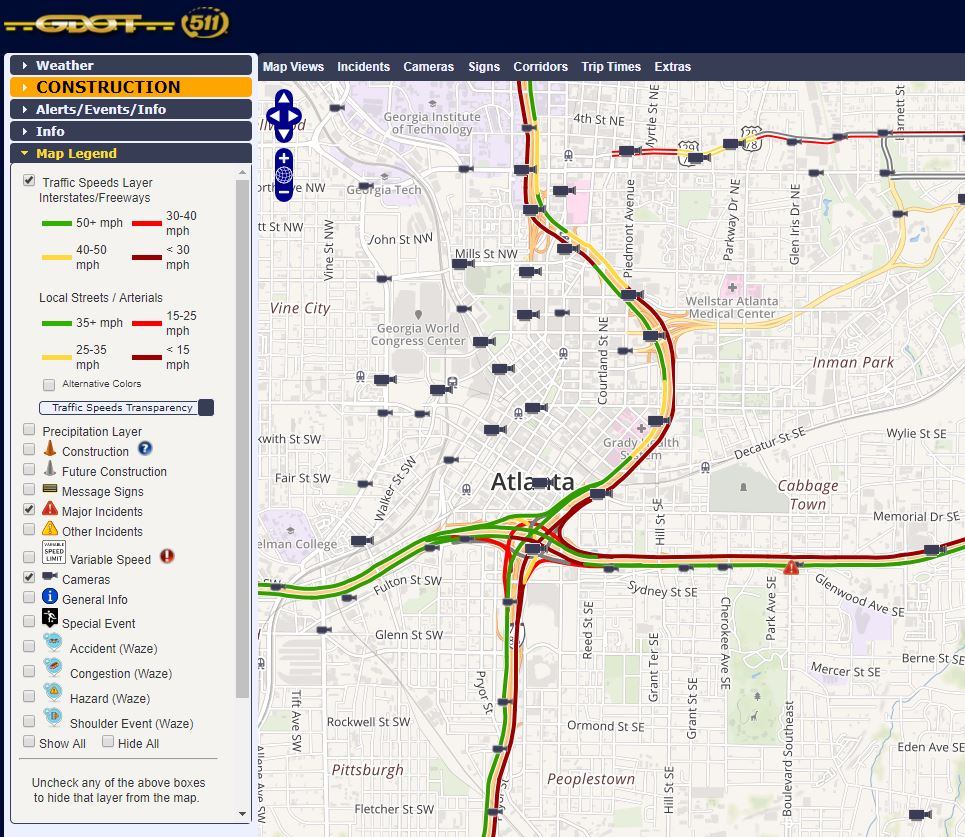 GDOT 511
Weather
CONSTRUCTION
Alerts/Events/Info
Info
Map Legend
Traffic Speeds Layer
Interstates/Freeways
50+ mph
30-40
mph
40-50
mph
< 30
mph
Local Streets / Arterials
35+ mph
15-25
mph
25-35
mph
< 15
mph
Alternative Colors
Traffic Speeds Transparency
Precipitation Layer
Construction ?
Future Construction
Message Signs
Major Incidents
Other Incidents
VARIABLE
SPEED
LIMIT
Variable Speed
Cameras
General Info
Special Event
Accident (Waze)
Congestion (Waze)
Hazard (Waze)
Shoulder Event (Waze)
Show All
Hide All
Uncheck any of the above boxes
to hide that layer from the map.
Map Views
Incidents
Cameras
Signs
Corridors
Trip Times
Extras
Georgia Institute
of Technology
4th St NE
Myrtle St NE
29
29
78
Georgia Tech
NW
tt St NW
John St NW
Vine St NW
Mills St NW
Piedmont Avenue
Parkway Dr NE
Glen Iris Dr NE
Vine City
Georgia World
Congress Center
Wellstar Atlanta
Medical Center
Courtland St NE
Inman Park
Grady Health
System
kwith St SW
Decatur St SE
Wylie St SE
Fair St SW
Walker St SW
Atlanta
Cabbage
Town
Hill St SE
Memorial Dr SE
elman College
Fulton St SW
Sydney St SE
Glenwood Ave SE
Park Ave SE
Glenn St SW
Reed St SE
Grant Ter SE
Cherokee Ave SE
Berne St SE
Mercer St SE
Pryor St
Tift Ave SW
Rockwell St SW
Grant St SE
Ormond St SE
Boulevard Southeast
Eden Ave SE
Pittsburgh
Peoplestown
Hill St SE
Fletcher St SW
Pryor St